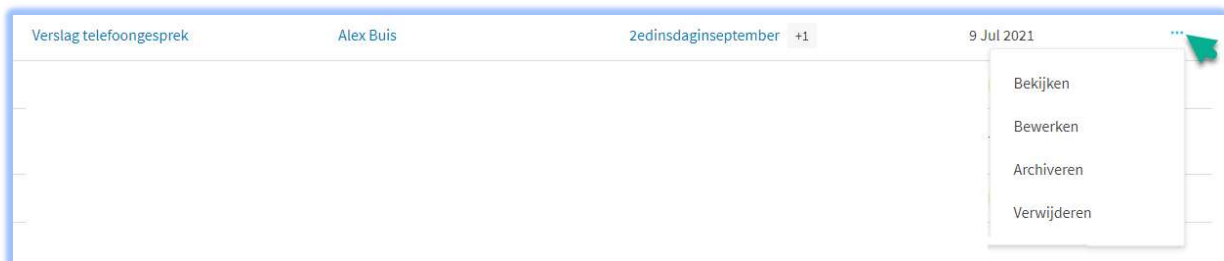 Verslag telefoongesprek Alex Buis 2edinsdaginseptember +1 9 Jul 2021 ...
Bekijken
Bewerken
Archiveren
Verwijderen